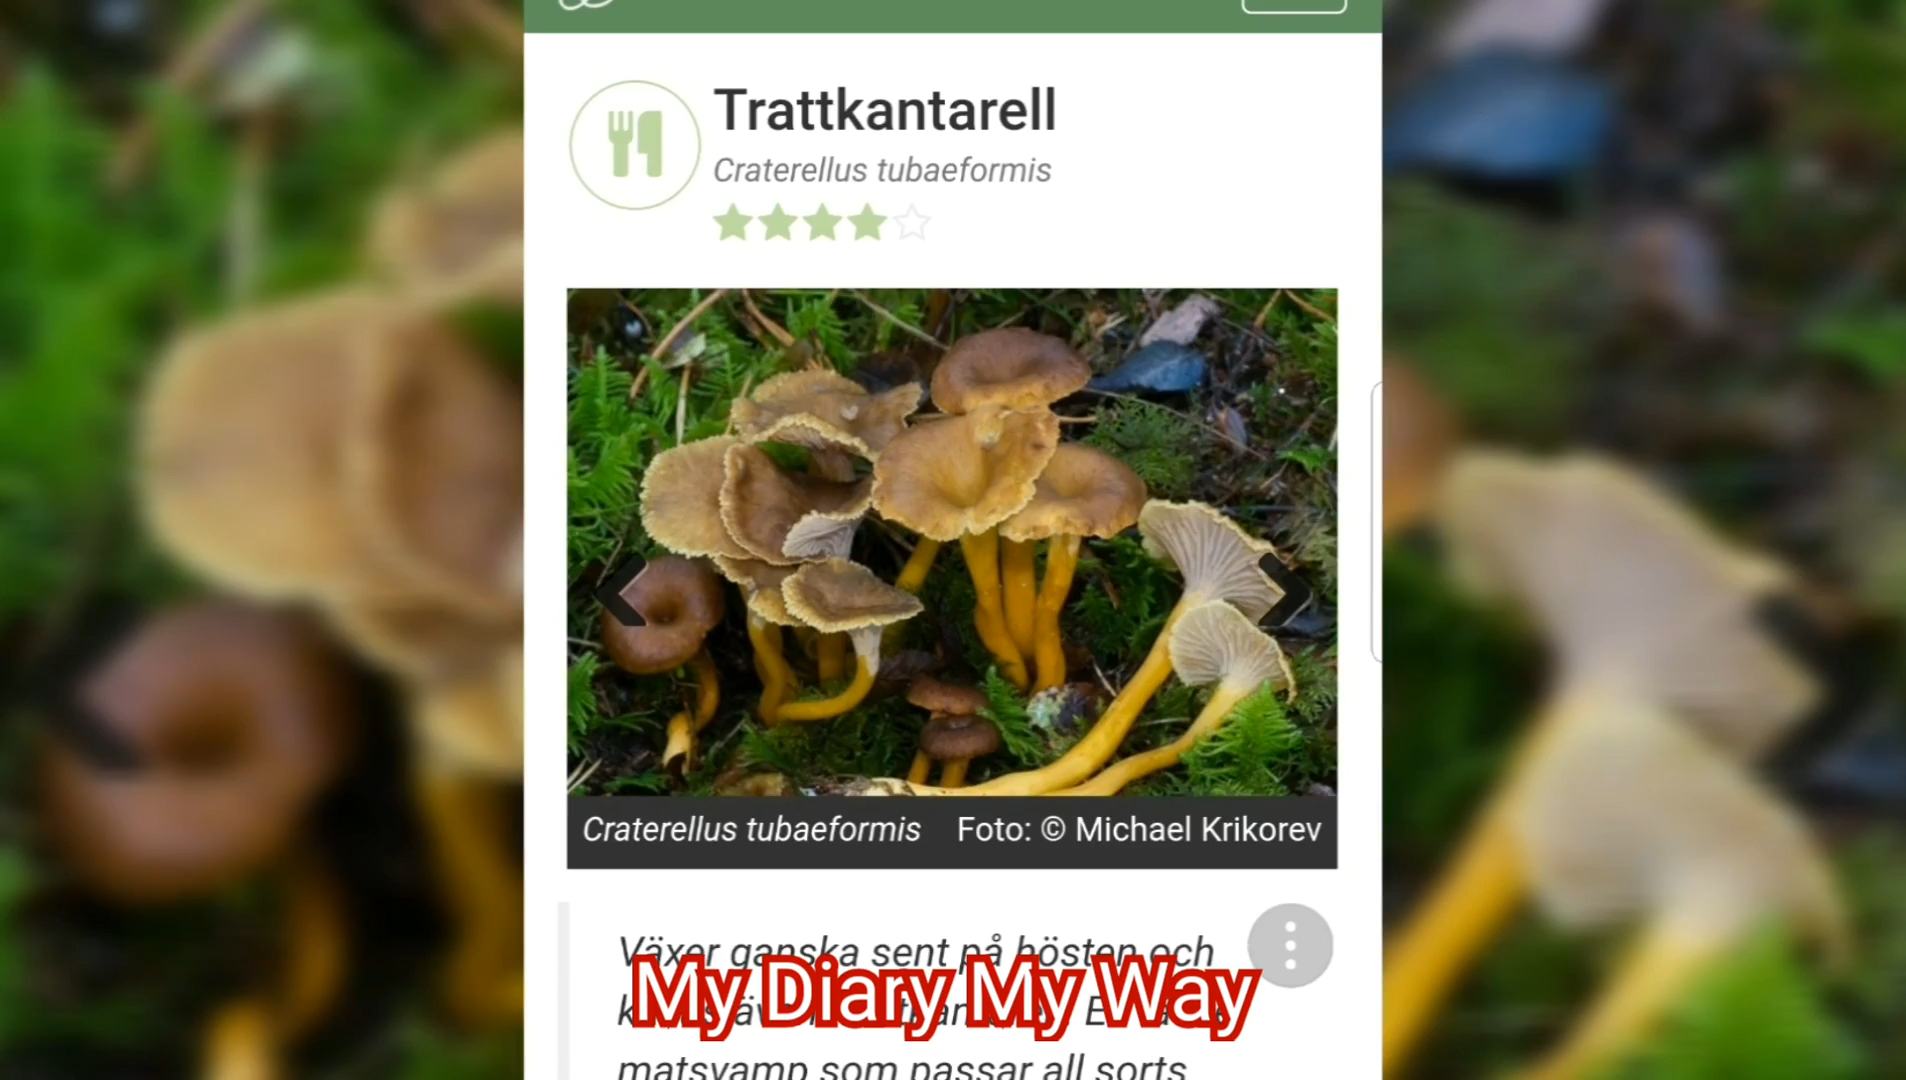 Trattkantarell
Craterellus tubaeformis
Craterellus tubaeformis Foto: © Michael Krikorev
Växer ganska sent på hösten och
My Diary My Way
matsvamp som passar all sorts